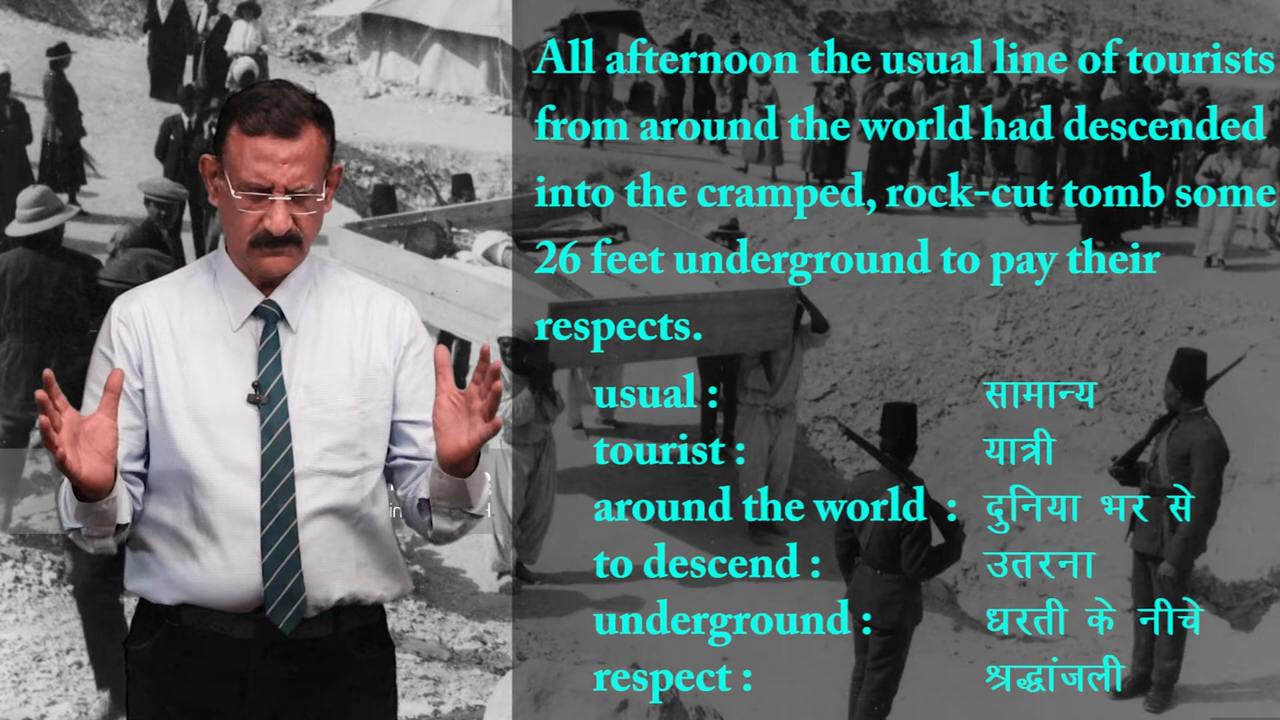 All afternoon the usual line of tourists
from around the world had descended
into the cramped, rock-cut tomb some
26 feet underground to pay their
respects.
usual : सामान्य
tourist : यात्री
around the world : दुनिया भर से
to descend : उतरना
underground : धरती के नीचे
respect : श्रद्धांजली